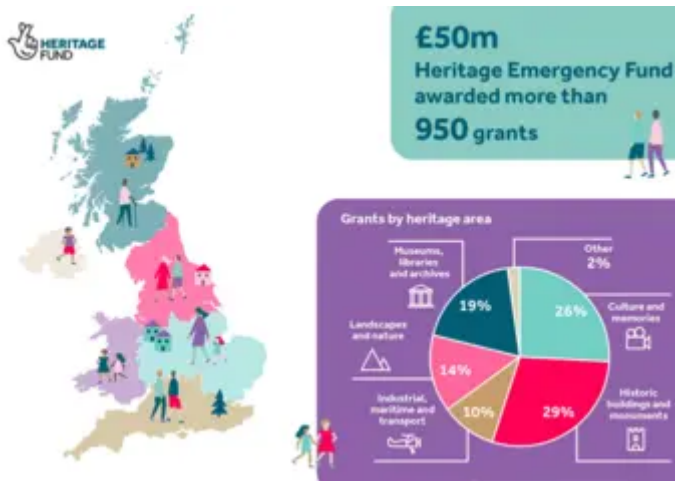 HERITAGE
FUND
£50m
Heritage Emergency Fund
awarded more than
950 grants
Grants by heritage area
Museums,
libraries
and archives
Other
2%
19%
26%
Culture and
memories
Landscapes
and nature
14%
Industrial,
maritime and
transport
10%
29%
Historic
buildings and
monuments